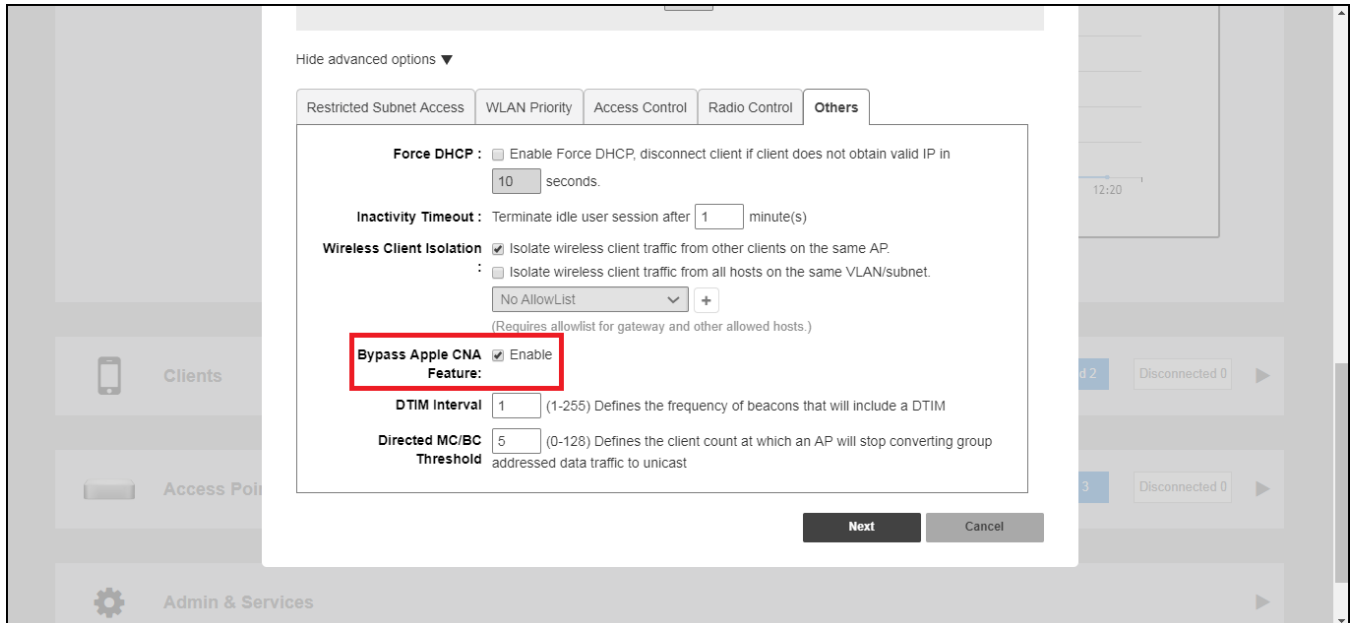 Hide advanced options ▼
Restricted Subnet Access WLAN Priority Access Control Radio Control Others
Force DHCP : Enable Force DHCP, disconnect client if client does not obtain valid IP in
10 seconds.
12:20
Inactivity Timeout : Terminate idle user session after 1 minute(s)
Wireless Client Isolation Isolate wireless client traffic from other clients on the same AP.
: Isolate wireless client traffic from all hosts on the same VLAN/subnet.
No AllowList +
(Requires allowlist for gateway and other allowed hosts.)
Bypass Apple CNA Enable
Feature:
Clients d 2 Disconnected 0
DTIM Interval 1 (1-255) Defines the frequency of beacons that will include a DTIM
Directed MC/BC 5 (0-128) Defines the client count at which an AP will stop converting group
Threshold addressed data traffic to unicast
Access Poi 3 Disconnected 0
Next Cancel
Admin & Services